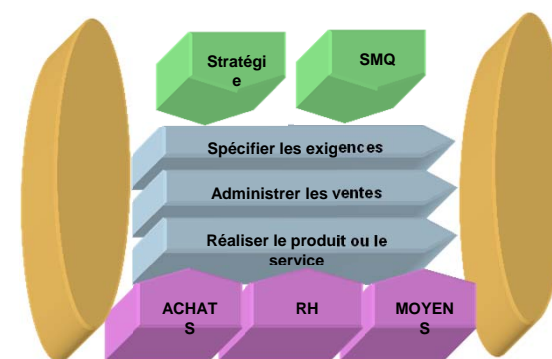 Stratégi
e
SMQ
Spécifier les exigences
Administrer les ventes
Réaliser le produit ou le
service
ACHAT
S
RH
MOYEN
S